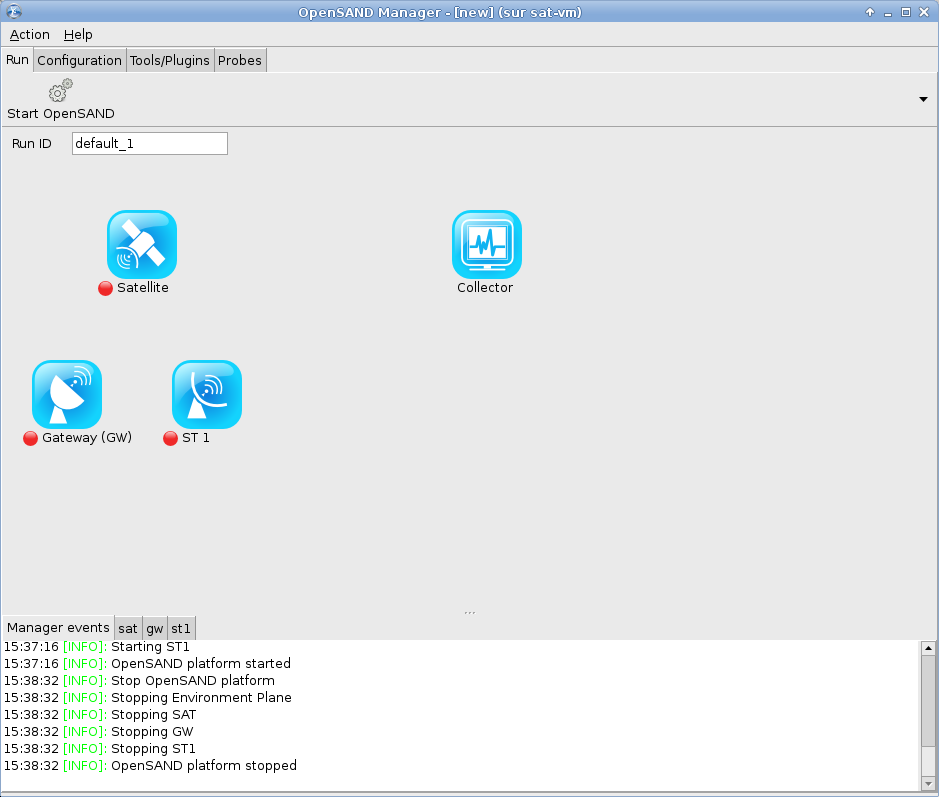 OpenSAND Manager - [new] (sur sat-vm)
Action Help
Run Configuration Tools/Plugins Probes
Start OpenSAND
Run ID default_1
Satellite Collector
Gateway (GW) ST 1
Manager events sat gw st1
15:37:16 [INFO]: Starting ST1
15:37:16 [INFO]: OpenSAND platform started
15:38:32 [INFO]: Stop OpenSAND platform
15:38:32 [INFO]: Stopping Environment Plane
15:38:32 [INFO]: Stopping SAT
15:38:32 [INFO]: Stopping GW
15:38:32 [INFO]: Stopping ST1
15:38:32 [INFO]: OpenSAND platform stopped